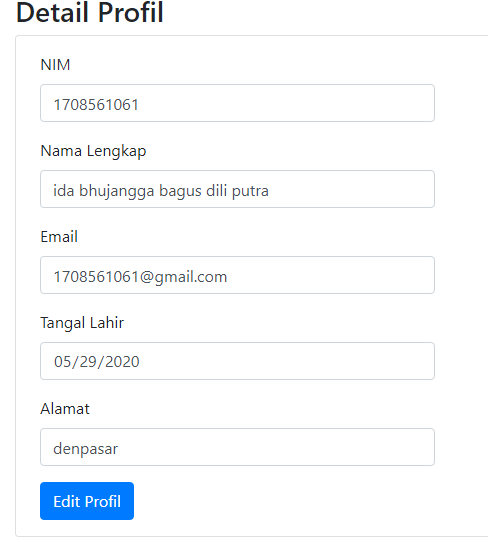 Detail Profil
NIM
1708561061
Nama Lengkap
ida bhujangga bagus dili putra
Email
1708561061@gmail.com
Tangal Lahir
05/29/2020
Alamat
denpasar
Edit Profil